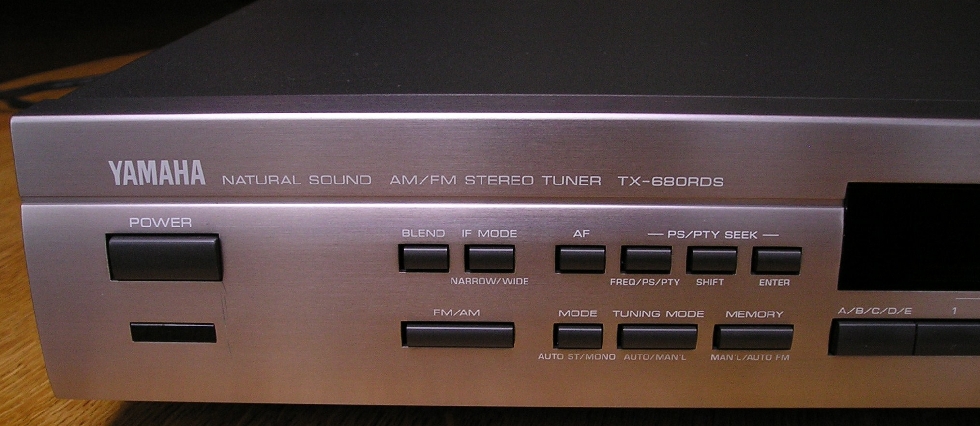 YAMAHA NATURAL SOUND AM/FM STEREO TUNER TX-680RDS
POWER
BLEND IF MODE AF — PS/PTY SEEK —
NARROW/WIDE FREQ/PS/PTY SHIFT ENTER
FM/AM MODE TUNING MODE MEMORY A/B/C/D/E 1
AUTO ST/MONO AUTO/MAN'L MAN'L/AUTO FM